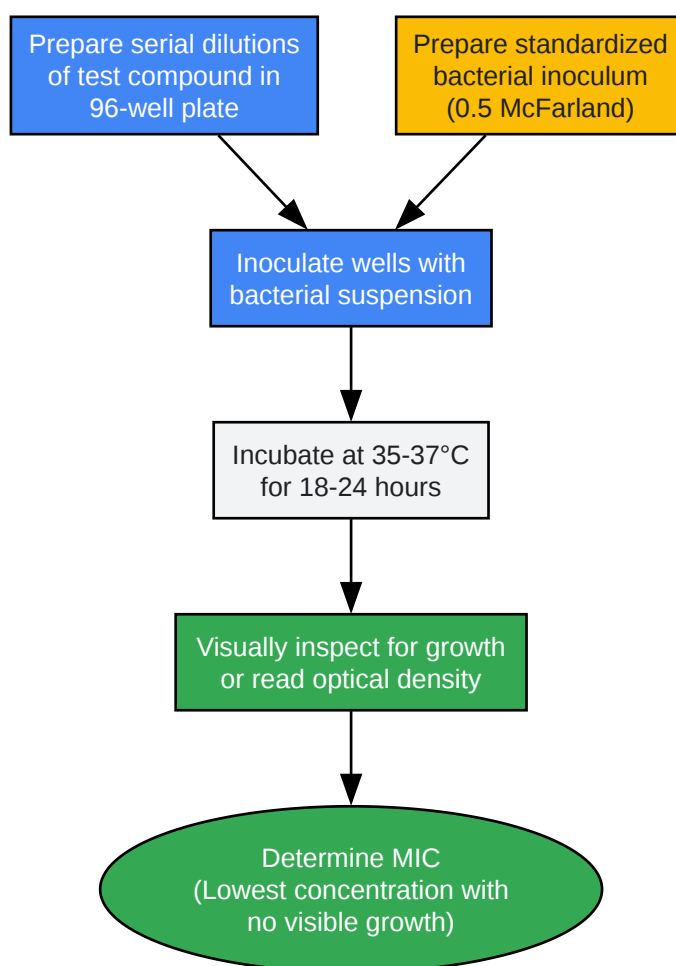 Prepare serial dilutions
of test compound in
96-well plate
Prepare standardized
bacterial inoculum
(0.5 McFarland)
Inoculate wells with
bacterial suspension
Incubate at 35-37°C
for 18-24 hours
Visually inspect for growth
or read optical density
Determine MIC
(Lowest concentration with
no visible growth)